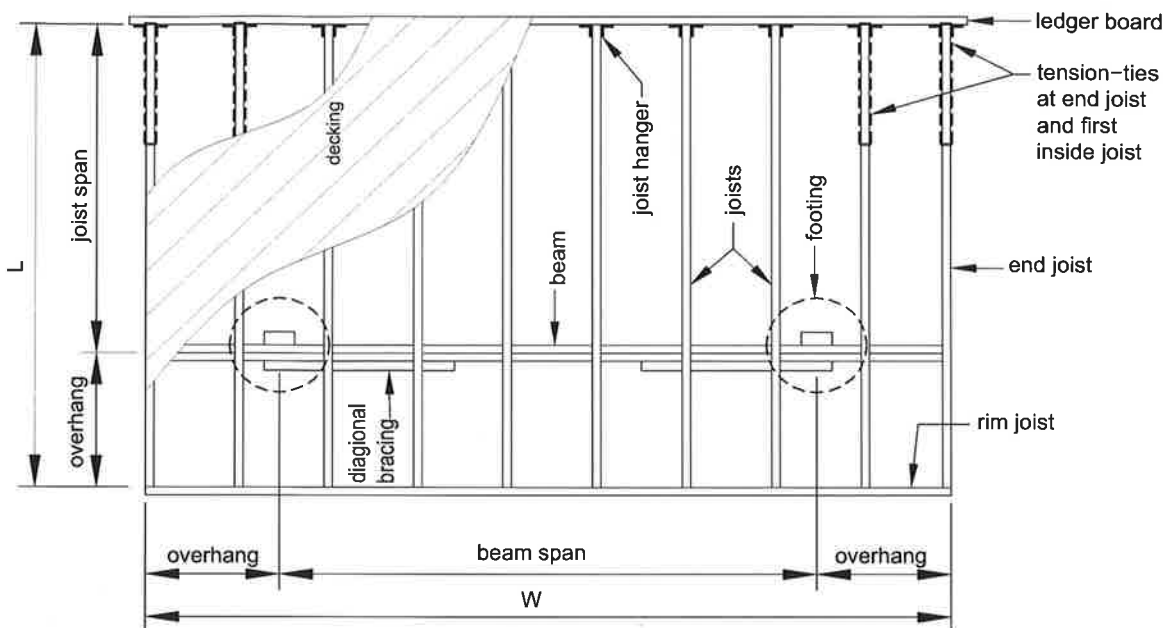 ledger board
tension-ties
at end joist
and first
inside joist
decking
joist hanger
joist span
joists
footing
L
beam
end joist
overhang
diagional
bracing
rim joist
overhang
beam span
overhang
W